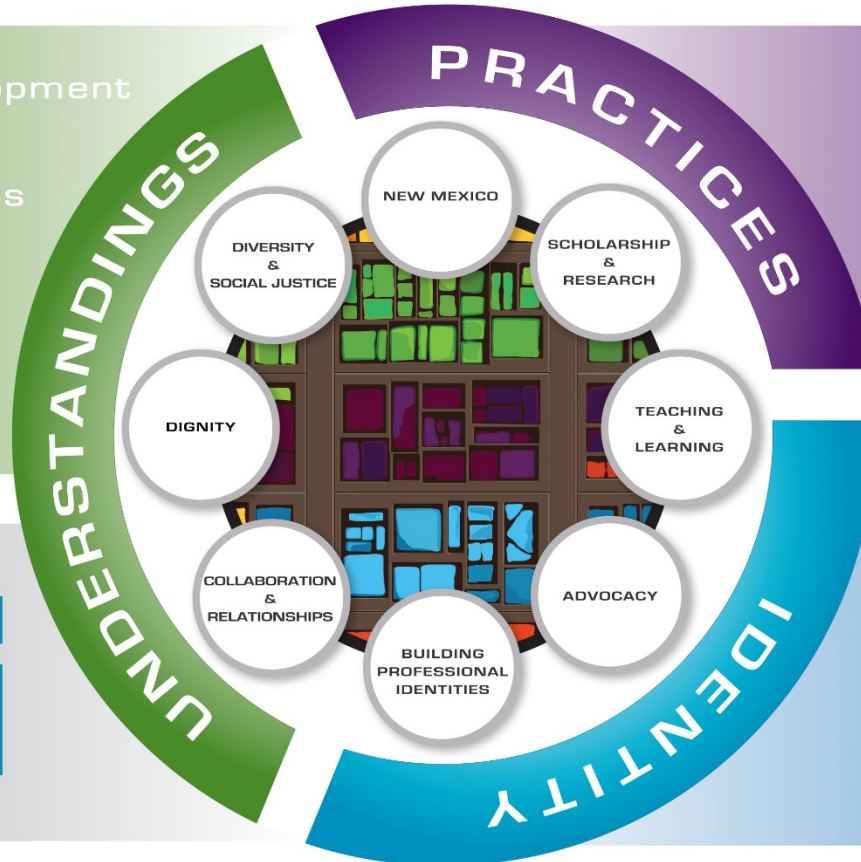 PRACTICES
UNDERSTANDINGS
IDENTITY
NEW MEXICO
SCHOLARSHIP
&
RESEARCH
TEACHING
&
LEARNING
ADVOCACY
BUILDING
PROFESSIONAL
IDENTITIES
COLLABORATION
&
RELATIONSHIPS
DIGNITY
DIVERSITY
&
SOCIAL JUSTICE